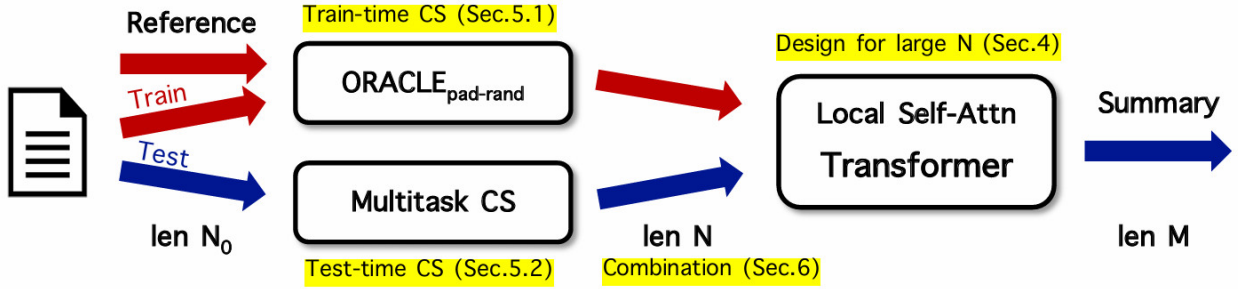 Reference
Train-time CS (Sec.5.1)
ORACLEpad-rand
Train
Test
Multitask CS
len N0
Test-time CS (Sec.5.2)
len N
Combination (Sec.6)
Design for large N (Sec.4)
Local Self-Attn
Transformer
Summary
len M